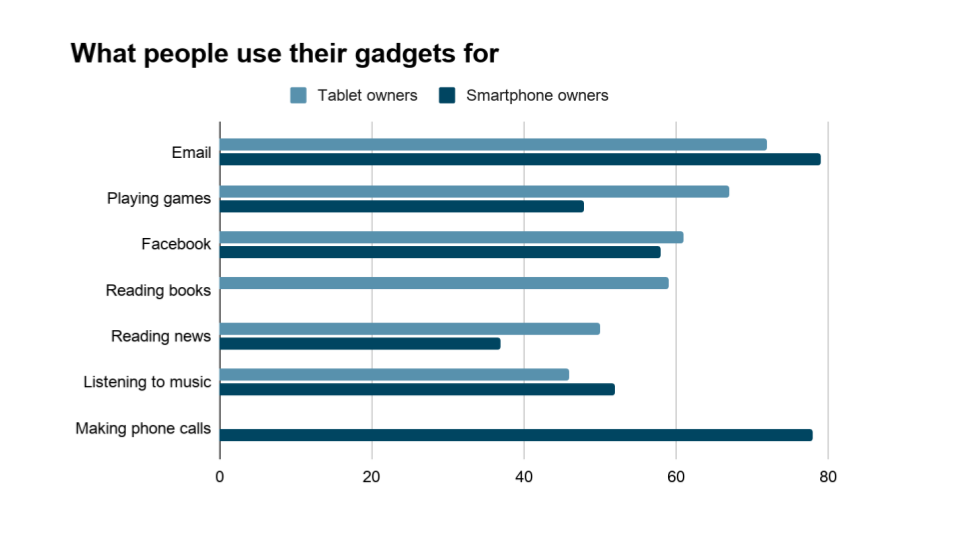 What people use their gadgets for
Tablet owners Smartphone owners
Email
Playing games
Facebook
Reading books
Reading news
Listening to music
Making phone calls
0 20 40 60 80